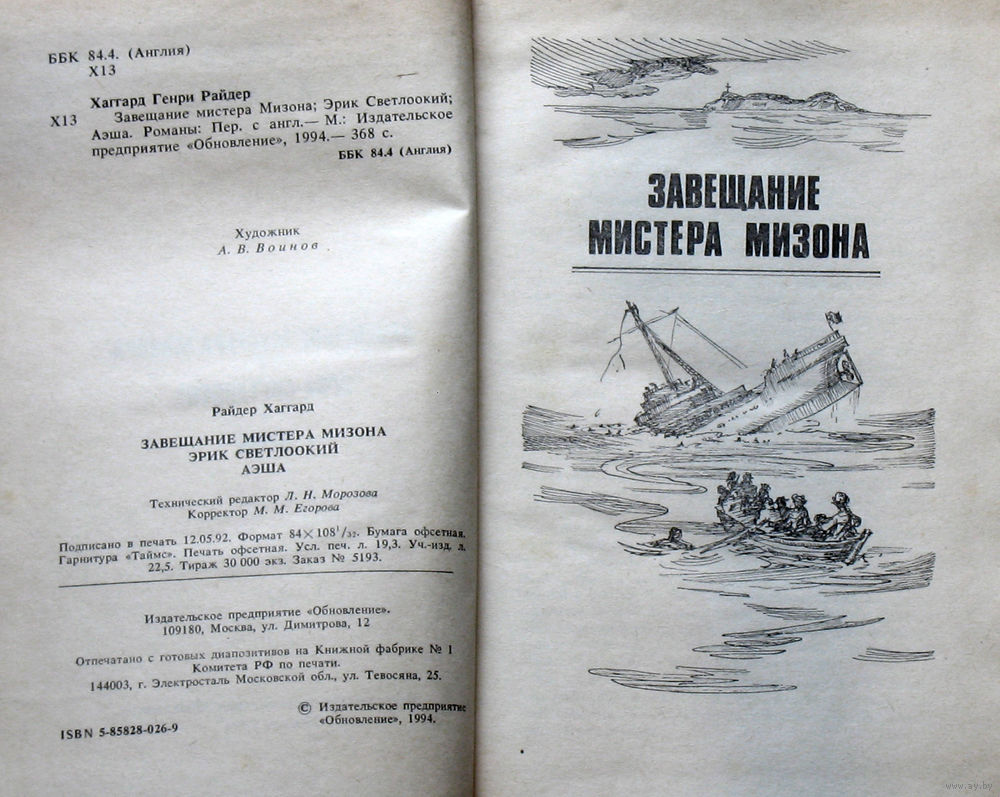 ББК 84.4. (Англия)
Х13
Хаггард Генри Райдер
Х13 Завещание мистера Мизона; Эрик Светлоокий;
Аэша. Романы: Пер. с англ.— М.: Издательское
предприятие «Обновление», 1994.— 368 с.
ББК 84.4 (Англия)
Художник
А. В. Воинов
Райдер Хаггард
ЗАВЕЩАНИЕ МИСТЕРА МИЗОНА
ЭРИК СВЕТЛООКИЙ
АЭША
Технический редактор Л. Н. Морозова
Корректор М. М. Егорова
Подписано в печать 12.05.92. Формат 84×108¹/₃₂. Бумага офсетная.
Гарнитура «Таймс». Печать офсетная. Усл. печ. л. 19,3. Уч.-изд. л.
22,5. Тираж 30 000 экз. Заказ № 5193.
Издательское предприятие «Обновление».
109180, Москва, ул. Димитрова, 12
Отпечатано с готовых диапозитивов на Книжной фабрике № 1
Комитета РФ по печати.
144003, г. Электросталь Московской обл., ул. Тевосяна, 25.
© Издательское предприятие
«Обновление», 1994.
ISBN 5-85828-026-9
ЗАВЕЩАНИЕ
МИСТЕРА МИЗОНА
www.ay.by